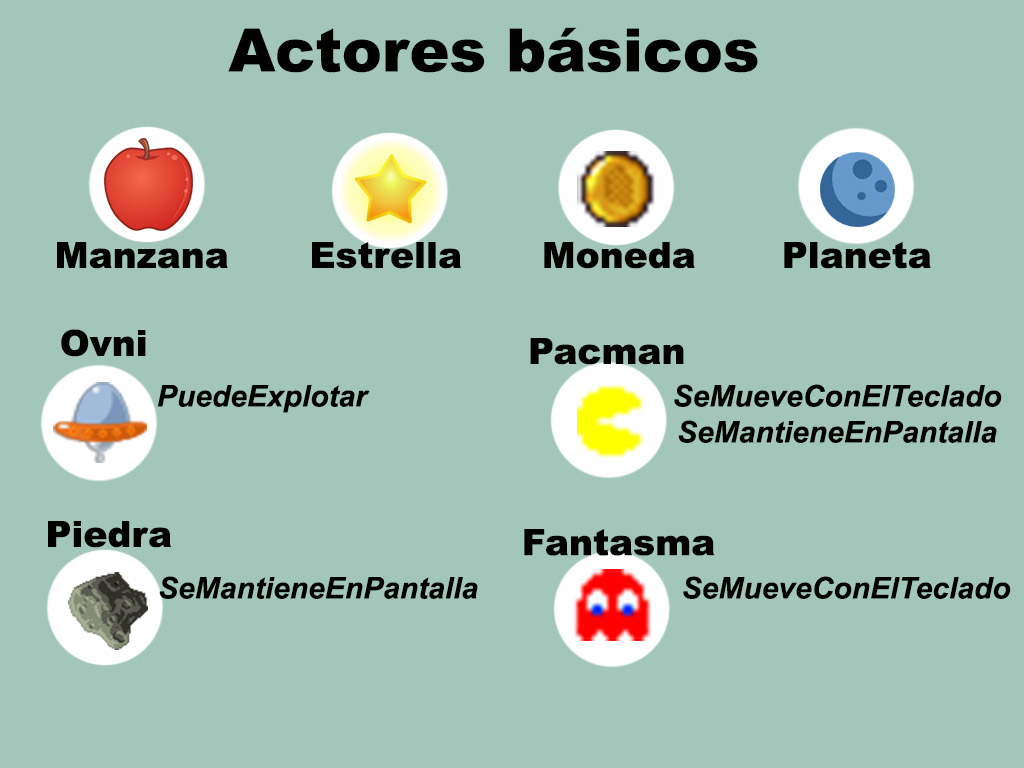 Actores básicos
Manzana
Estrella
Moneda
Planeta
Ovni
PuedeExplotar
Pacman
SeMueveConElTeclado
SeMantieneEnPantalla
Piedra
SeMantieneEnPantalla
Fantasma
SeMueveConElTeclado